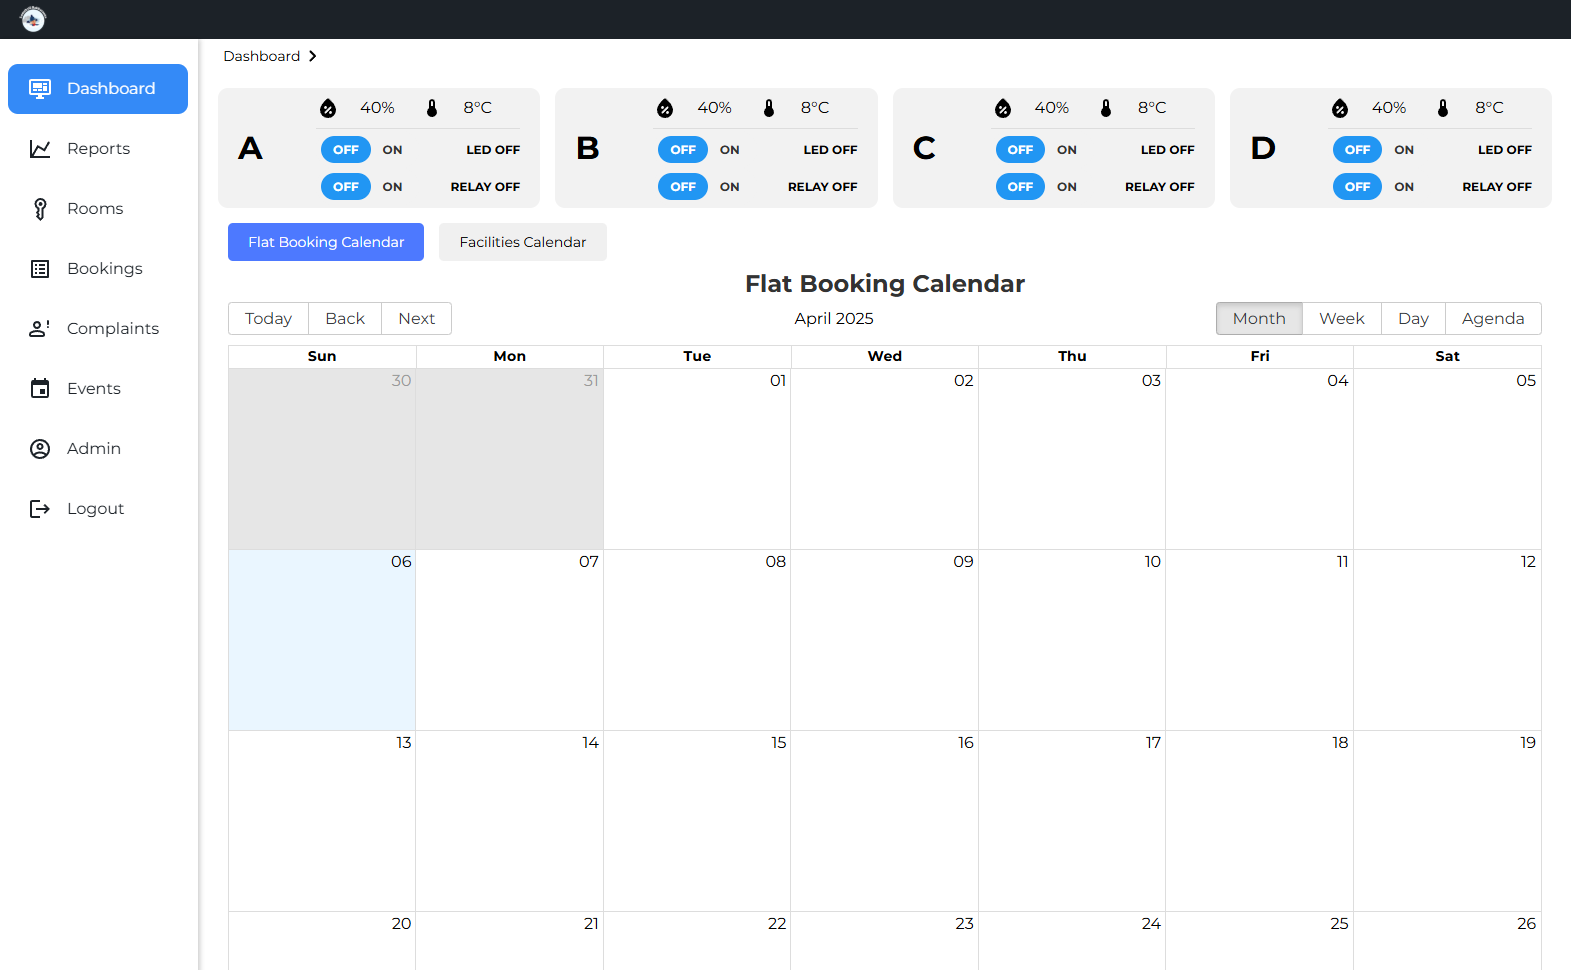 Dashboard
Reports
Rooms
Bookings
Complaints
Events
Admin
Logout
Dashboard
A
40% 8°C
OFF ON LED OFF
OFF ON RELAY OFF
B
40% 8°C
OFF ON LED OFF
OFF ON RELAY OFF
C
40% 8°C
OFF ON LED OFF
OFF ON RELAY OFF
D
40% 8°C
OFF ON LED OFF
OFF ON RELAY OFF
Flat Booking Calendar Facilities Calendar
Flat Booking Calendar
Today Back Next April 2025 Month Week Day Agenda
Sun Mon Tue Wed Thu Fri Sat
30 31 01 02 03 04 05
06 07 08 09 10 11 12
13 14 15 16 17 18 19
20 21 22 23 24 25 26